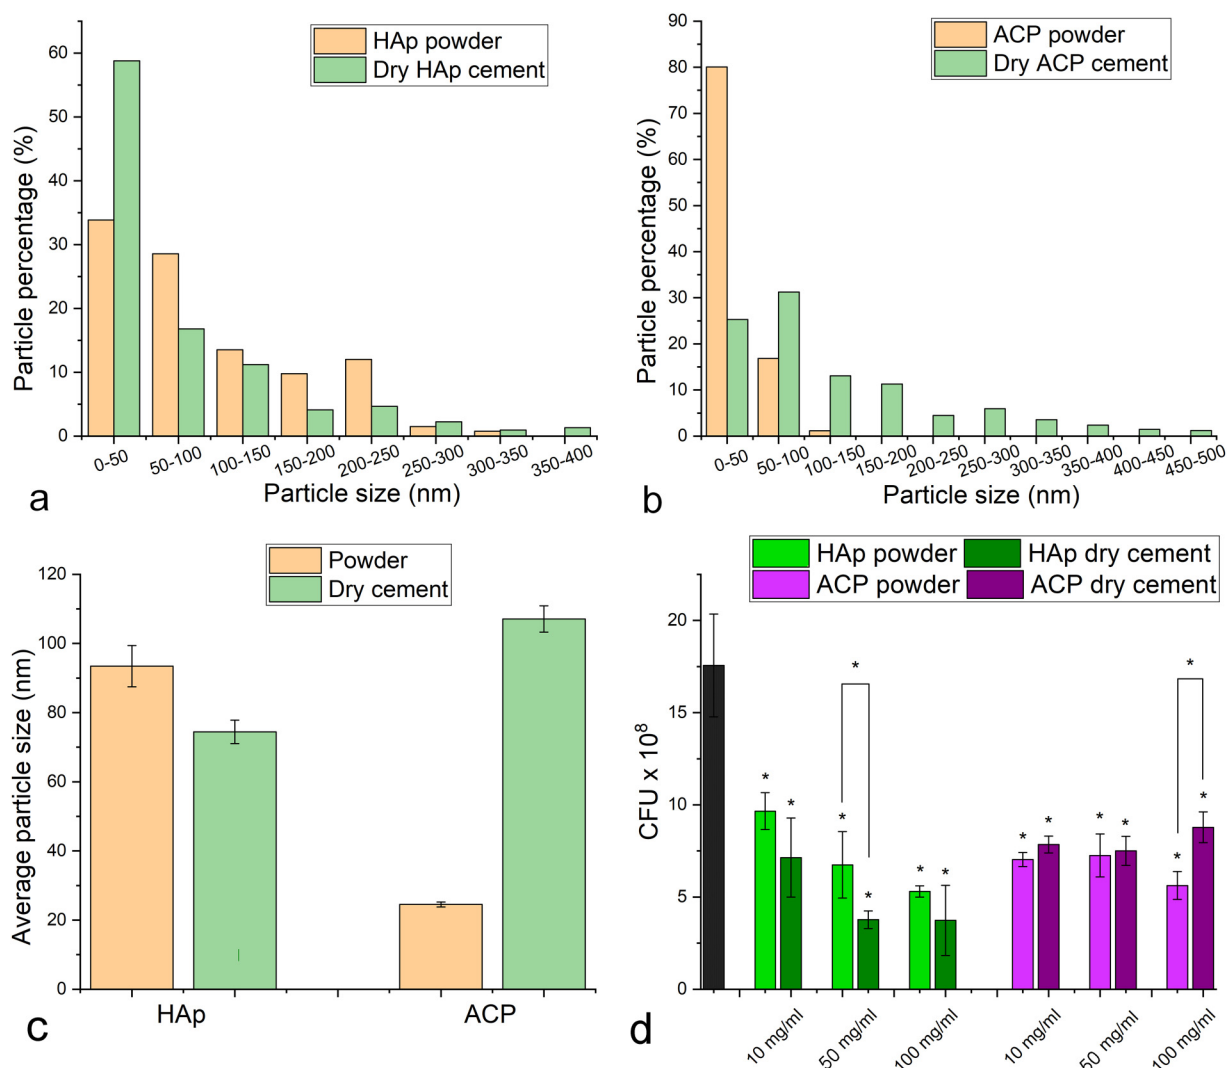 HAp powder
Dry HAp cement
Particle percentage (%)
60
50
40
30
20
10
0
0-50
50-100
100-150
150-200
200-250
250-300
300-350
350-400
Particle size (nm)
a
ACP powder
Dry ACP cement
Particle percentage (%)
90
80
70
60
50
40
30
20
10
0
0-50
50-100
100-150
150-200
200-250
250-300
300-350
350-400
400-450
450-500
Particle size (nm)
b
Powder
Dry cement
Average particle size (nm)
120
100
80
60
40
20
0
HAp
ACP
c
HAp powder
HAp dry cement
ACP powder
ACP dry cement
CFU x 10⁸
20
15
10
5
0
* * * * * * * * * * * * * *
10 mg/ml
50 mg/ml
100 mg/ml
10 mg/ml
50 mg/ml
100 mg/ml
d